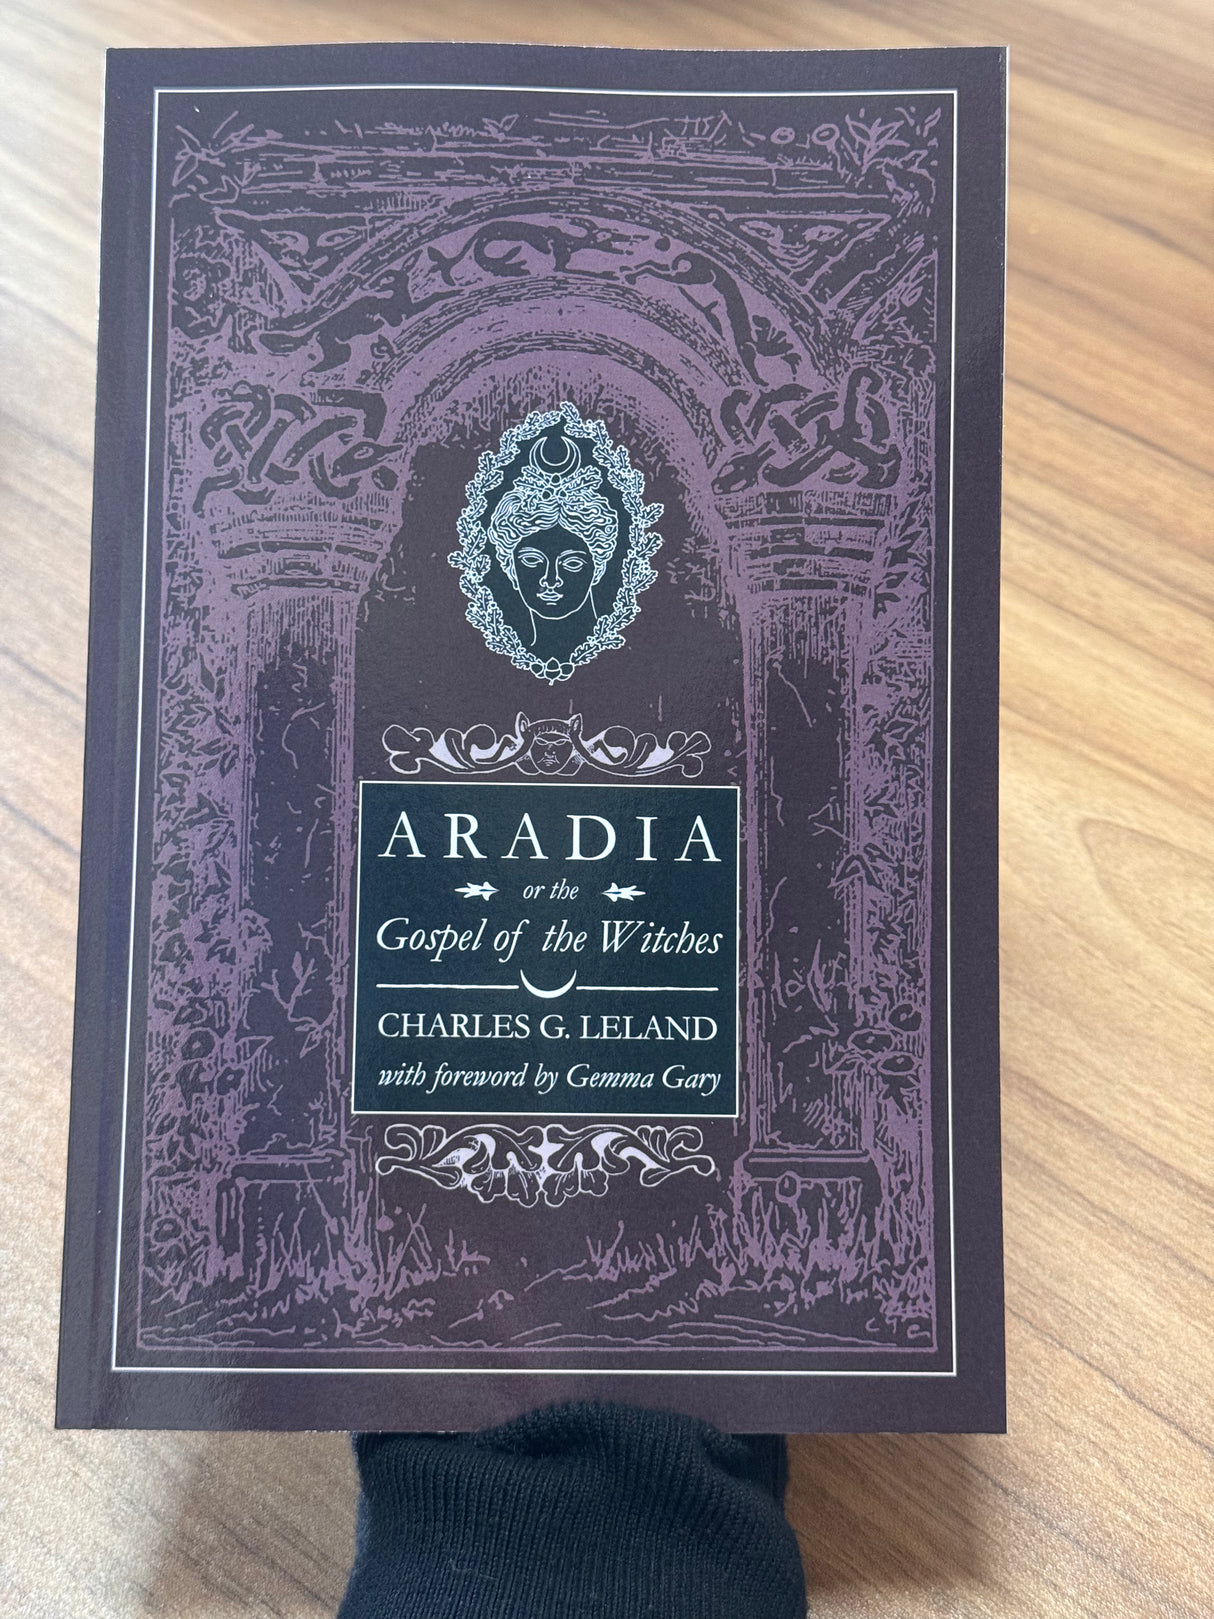 ARADIA
or the
Gospel of the Witches
CHARLES G. LELAND
with foreword by Gemma Gary